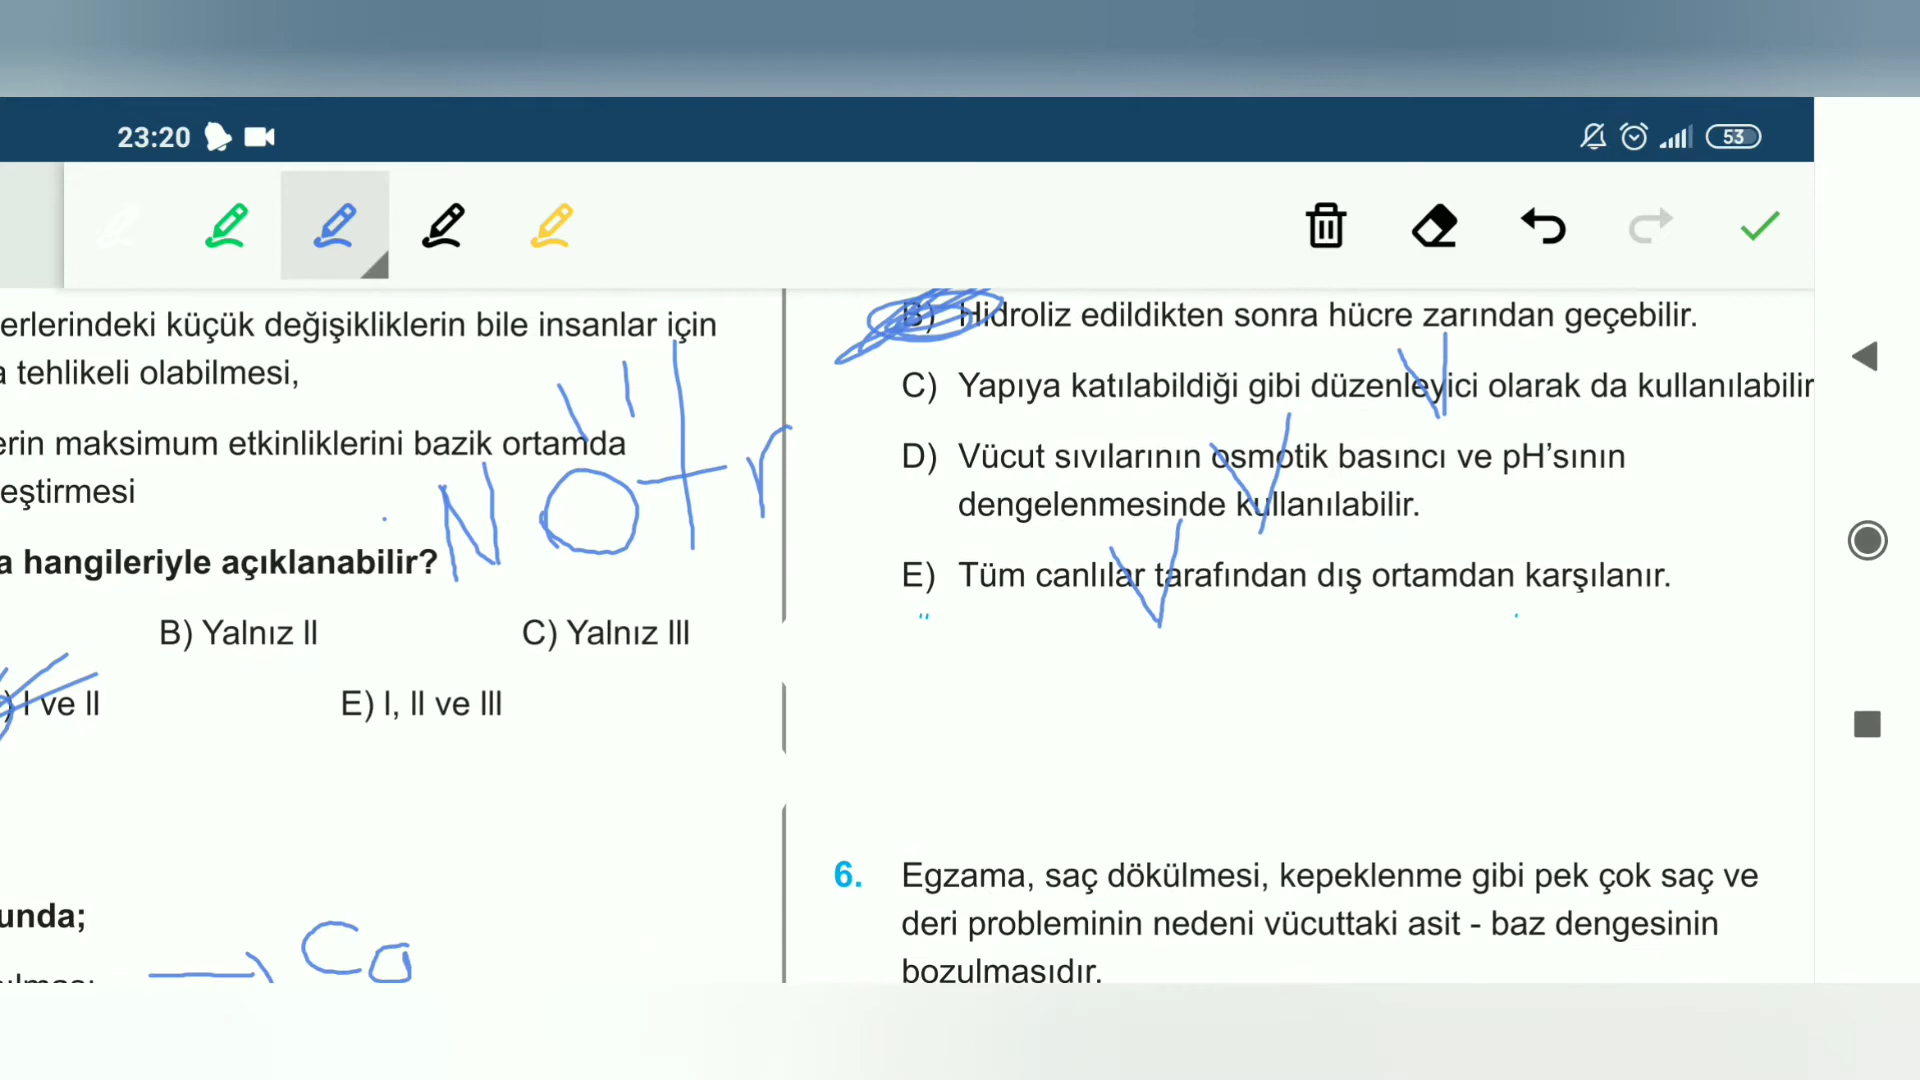 23:20
53
erlerindeki küçük değişikliklerin bile insanlar için
a tehlikeli olabilmesi,
erin maksimum etkinliklerini bazik ortamda
eştirmesi
Nötr
a hangileriyle açıklanabilir?
B) Yalnız II
C) Yalnız III
) I ve II
E) I, II ve III
unda;
→ Ca
B) Hidroliz edildikten sonra hücre zarından geçebilir.
C) Yapıya katılabildiği gibi düzenleyici olarak da kullanılabilir
D) Vücut sıvılarının osmotik basıncı ve pH’sının
dengelenmesinde kullanılabilir.
E) Tüm canlılar tarafından dış ortamdan karşılanır.
6. Egzama, saç dökülmesi, kepeklenme gibi pek çok saç ve
deri probleminin nedeni vücuttaki asit - baz dengesinin
bozulmasıdır.